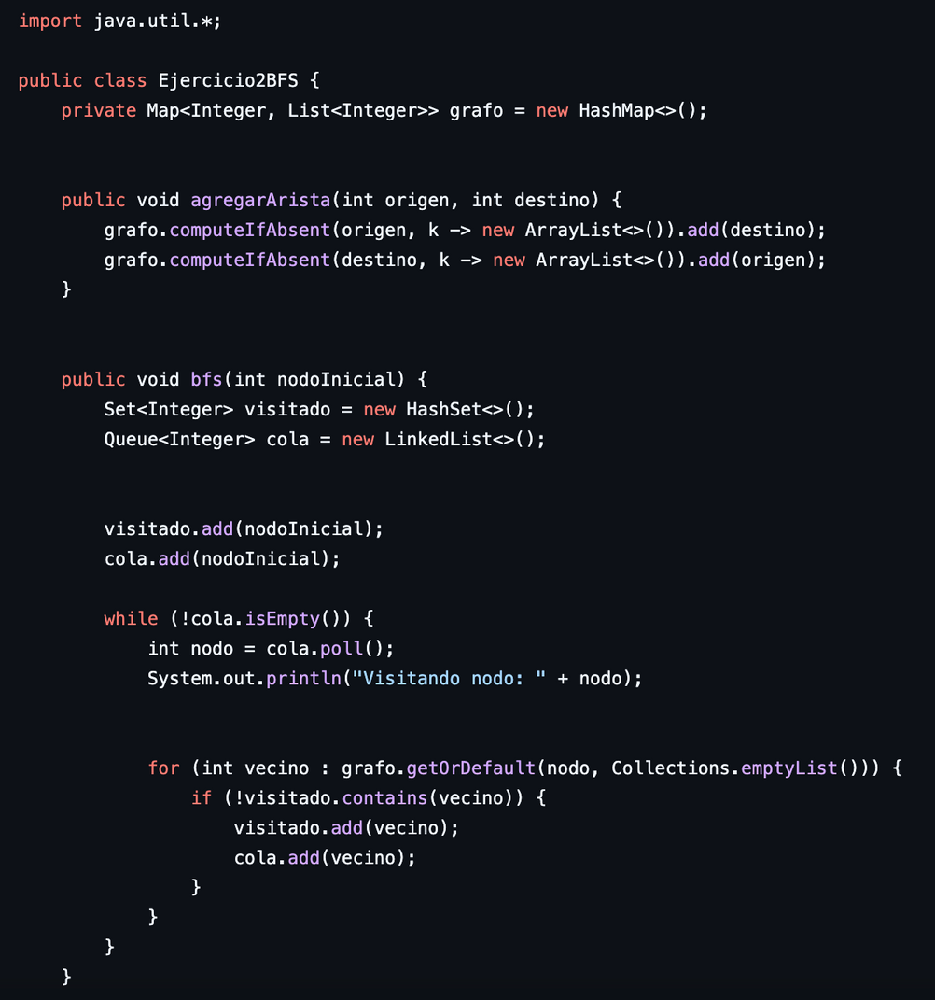 import java.util.*;
public class Ejercicio2BFS {
    private Map<Integer, List<Integer>> grafo = new HashMap<>();
    public void agregarArista(int origen, int destino) {
        grafo.computeIfAbsent(origen, k -> new ArrayList<>()).add(destino);
        grafo.computeIfAbsent(destino, k -> new ArrayList<>()).add(origen);
    }
    public void bfs(int nodoInicial) {
        Set<Integer> visitado = new HashSet<>();
        Queue<Integer> cola = new LinkedList<>();
        visitado.add(nodoInicial);
        cola.add(nodoInicial);
        while (!cola.isEmpty()) {
            int nodo = cola.poll();
            System.out.println("Visitando nodo: " + nodo);
            for (int vecino : grafo.getOrDefault(nodo, Collections.emptyList())) {
                if (!visitado.contains(vecino)) {
                    visitado.add(vecino);
                    cola.add(vecino);
                }
            }
        }
    }